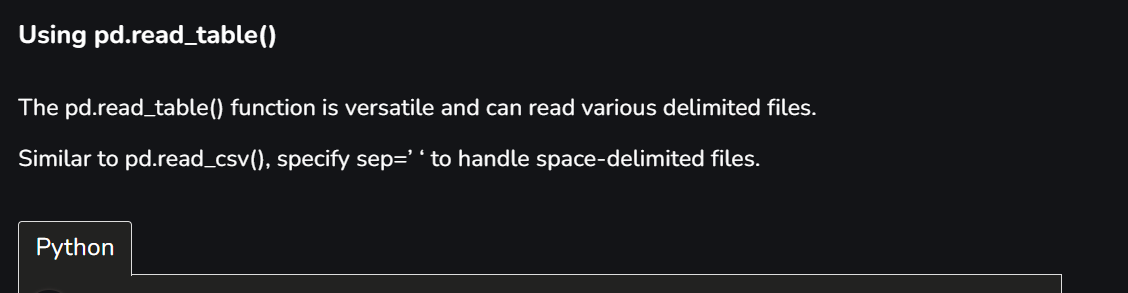 Using pd.read_table()
The pd.read_table() function is versatile and can read various delimited files.
Similar to pd.read_csv(), specify sep=’ ‘ to handle space-delimited files.
Python